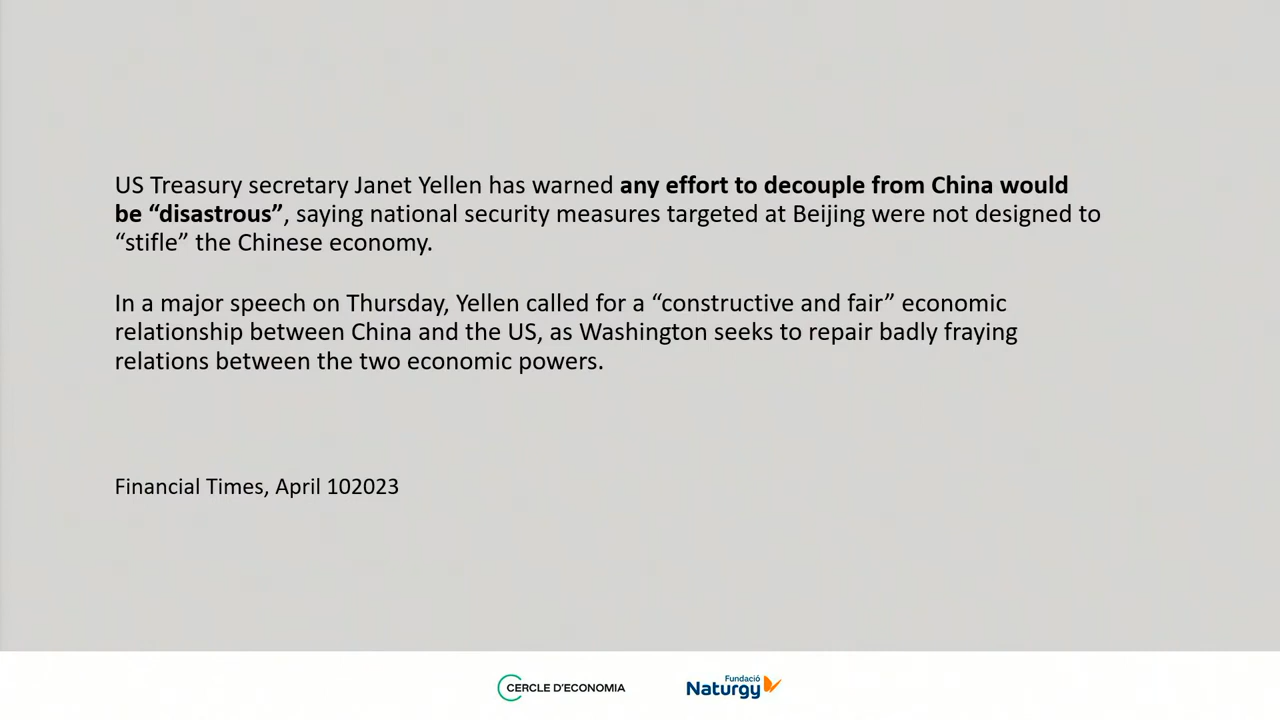 US Treasury secretary Janet Yellen has warned any effort to decouple from China would
be “disastrous”, saying national security measures targeted at Beijing were not designed to
“stifle” the Chinese economy.
In a major speech on Thursday, Yellen called for a “constructive and fair” economic
relationship between China and the US, as Washington seeks to repair badly fraying
relations between the two economic powers.
Financial Times, April 102023
CERCLE D'ECONOMIA
Fundació
Naturgy